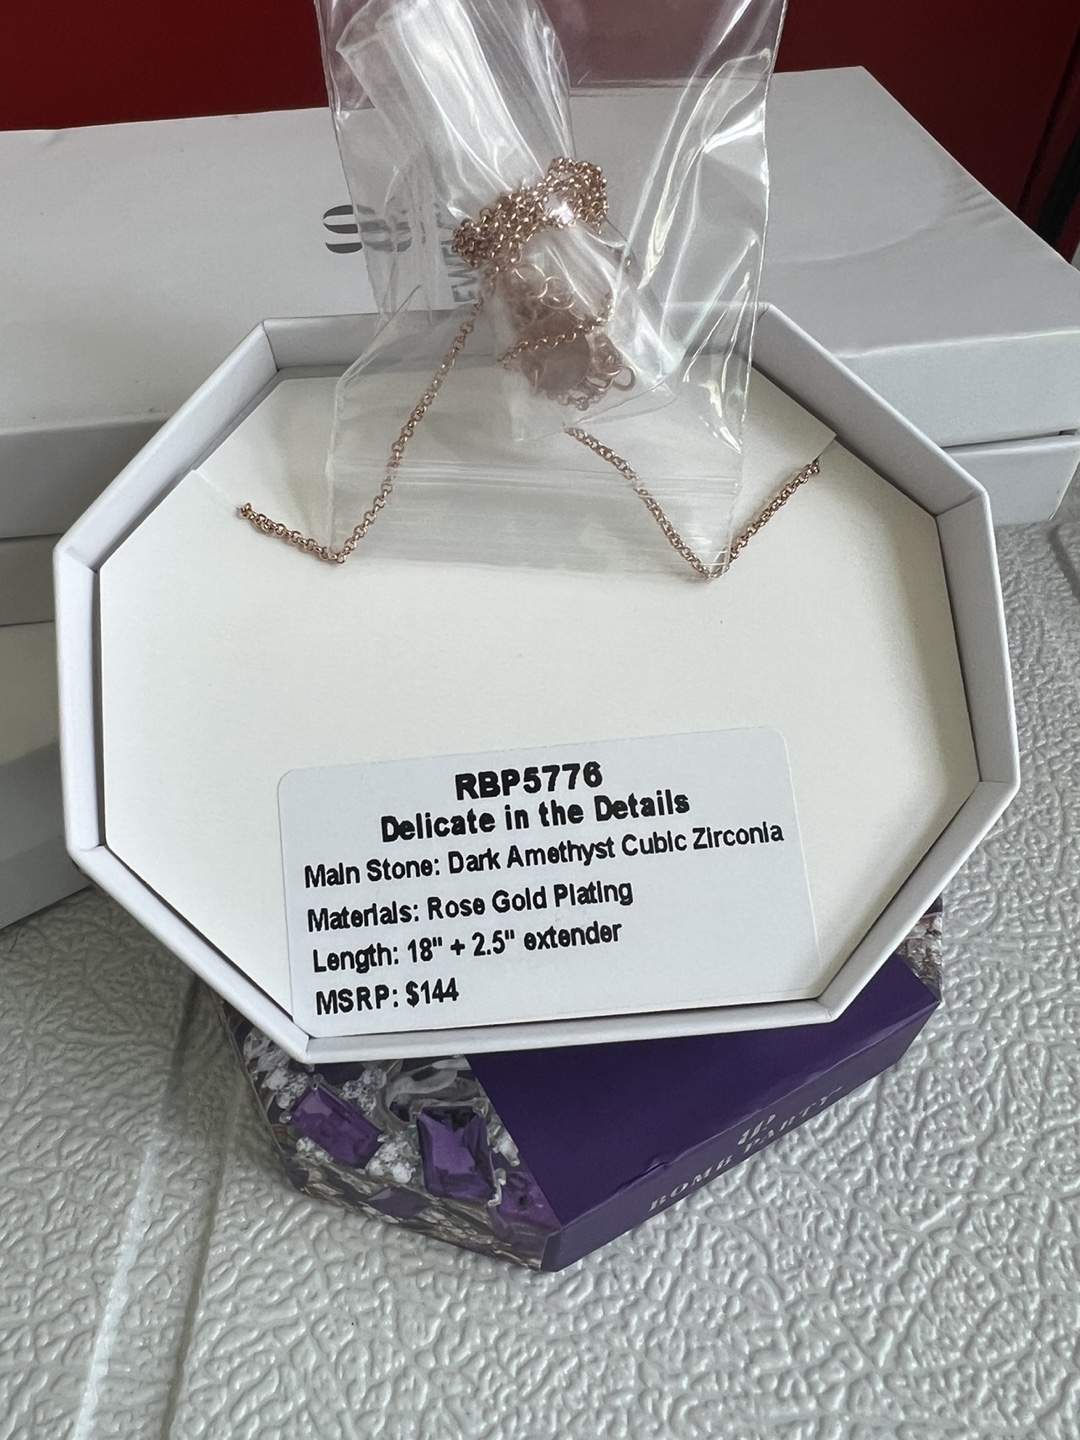 RBP5776
Delicate in the Details
Main Stone: Dark Amethyst Cubic Zirconia
Materials: Rose Gold Plating
Length: 18" + 2.5" extender
MSRP: $144
BOMB PARTY